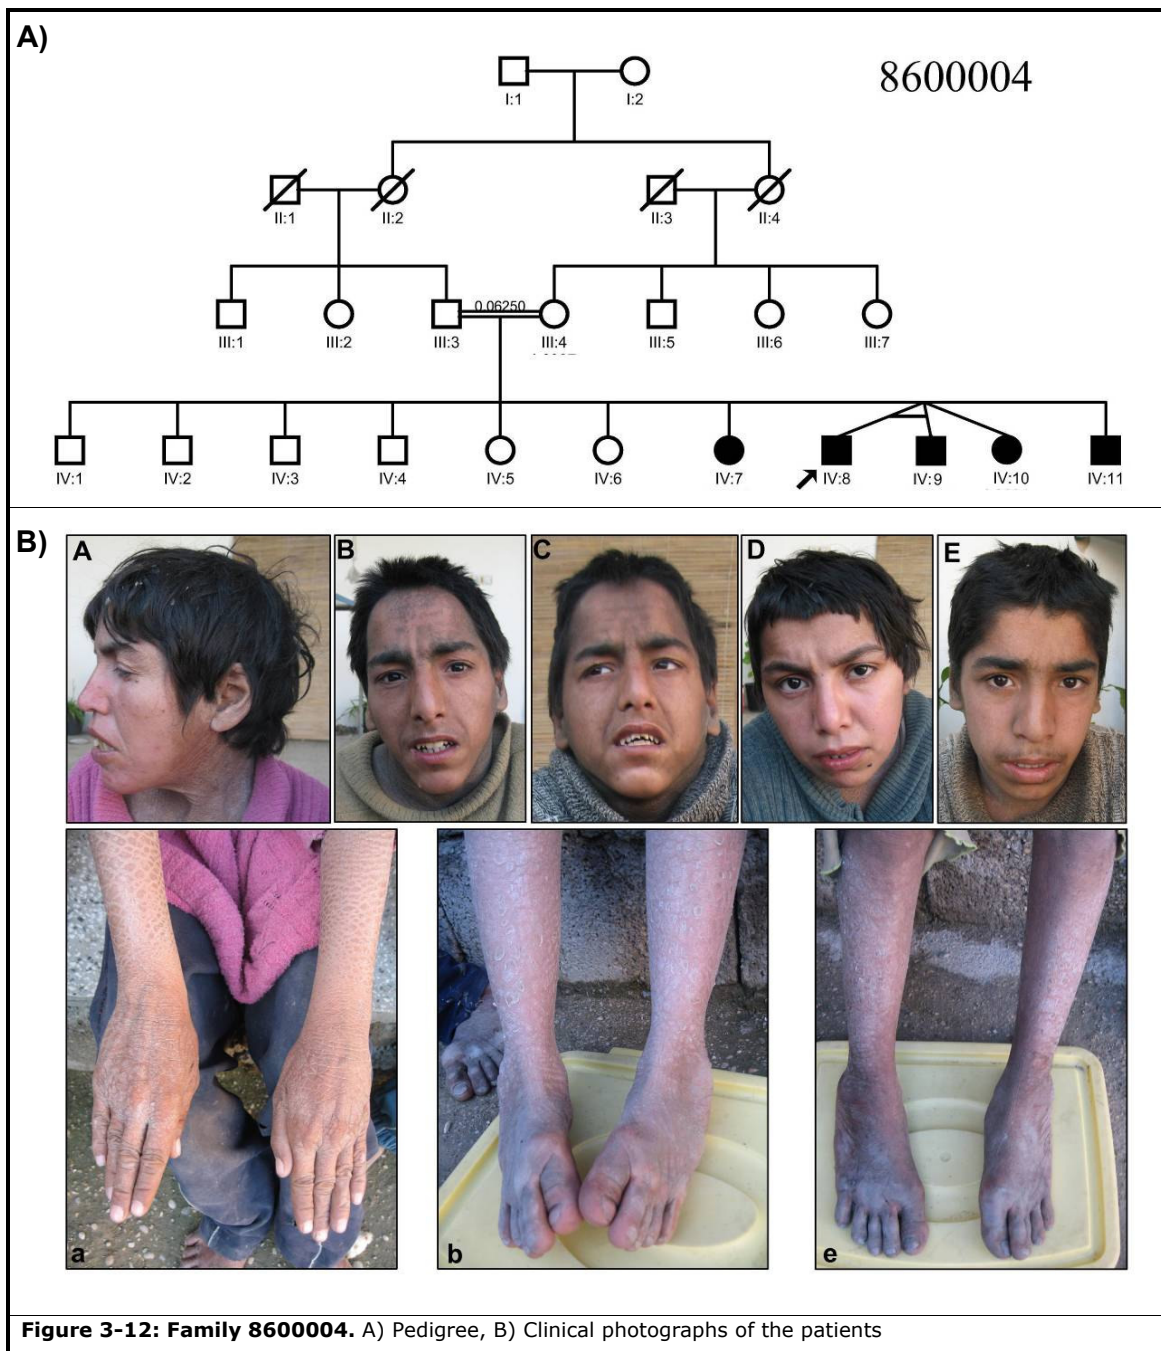 A)
8600004
I:1 I:2
II:1 II:2 II:3 II:4
0.06250
III:1 III:2 III:3 III:4 III:5 III:6 III:7
IV:1 IV:2 IV:3 IV:4 IV:5 IV:6 IV:7 IV:8 IV:9 IV:10 IV:11
B)
A B C D E
a b e
Figure 3-12: Family 8600004. A) Pedigree, B) Clinical photographs of the patients